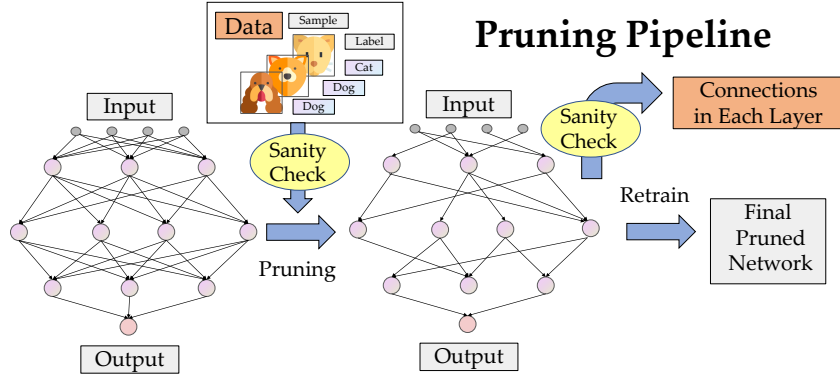 Pruning Pipeline
Data
Sample
Label
Cat
Dog
Dog
Input
Sanity
Check
Pruning
Output
Input
Sanity
Check
Connections
in Each Layer
Retrain
Final
Pruned
Network
Output